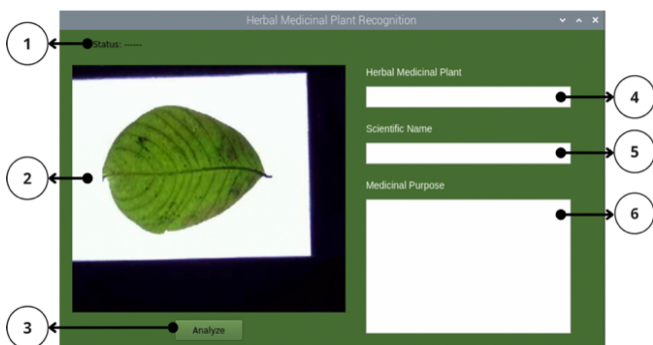 Herbal Medicinal Plant Recognition
1
Status: ------
Herbal Medicinal Plant
4
Scientific Name
5
2
Medicinal Purpose
6
3
Analyze